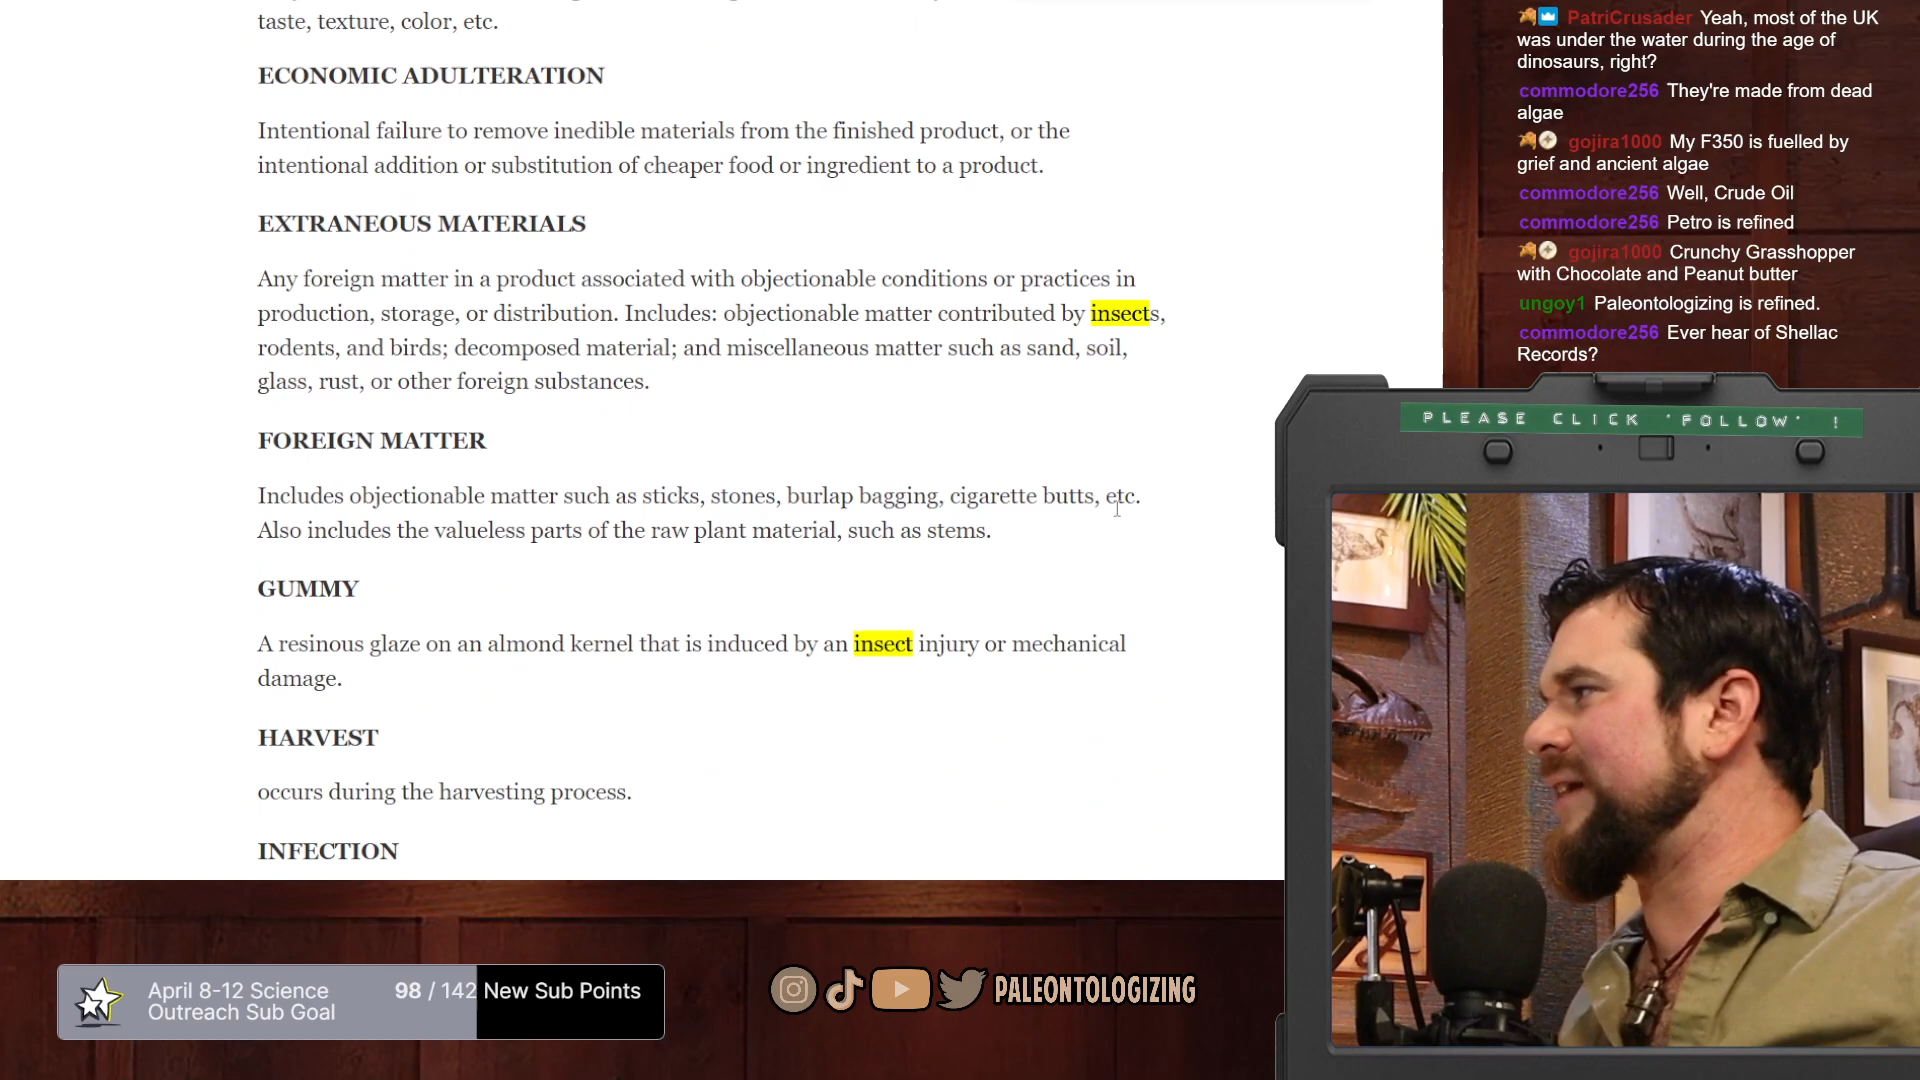 taste, texture, color, etc.
ECONOMIC ADULTERATION
Intentional failure to remove inedible materials from the finished product, or the
intentional addition or substitution of cheaper food or ingredient to a product.
EXTRANEOUS MATERIALS
Any foreign matter in a product associated with objectionable conditions or practices in
production, storage, or distribution. Includes: objectionable matter contributed by insects,
rodents, and birds; decomposed material; and miscellaneous matter such as sand, soil,
glass, rust, or other foreign substances.
FOREIGN MATTER
Includes objectionable matter such as sticks, stones, burlap bagging, cigarette butts, etc.
Also includes the valueless parts of the raw plant material, such as stems.
GUMMY
A resinous glaze on an almond kernel that is induced by an insect injury or mechanical
damage.
HARVEST
occurs during the harvesting process.
INFECTION
PatriCrusader Yeah, most of the UK
was under the water during the age of
dinosaurs, right?
commodore256 They're made from dead
algae
gojira1000 My F350 is fuelled by
grief and ancient algae
commodore256 Well, Crude Oil
commodore256 Petro is refined
gojira1000 Crunchy Grasshopper
with Chocolate and Peanut butter
ungoy1 Paleontologizing is refined.
commodore256 Ever hear of Shellac
Records?
PLEASE CLICK 'FOLLOW' !
April 8-12 Science
Outreach Sub Goal
98 / 142 New Sub Points
PALEONTOLOGIZING